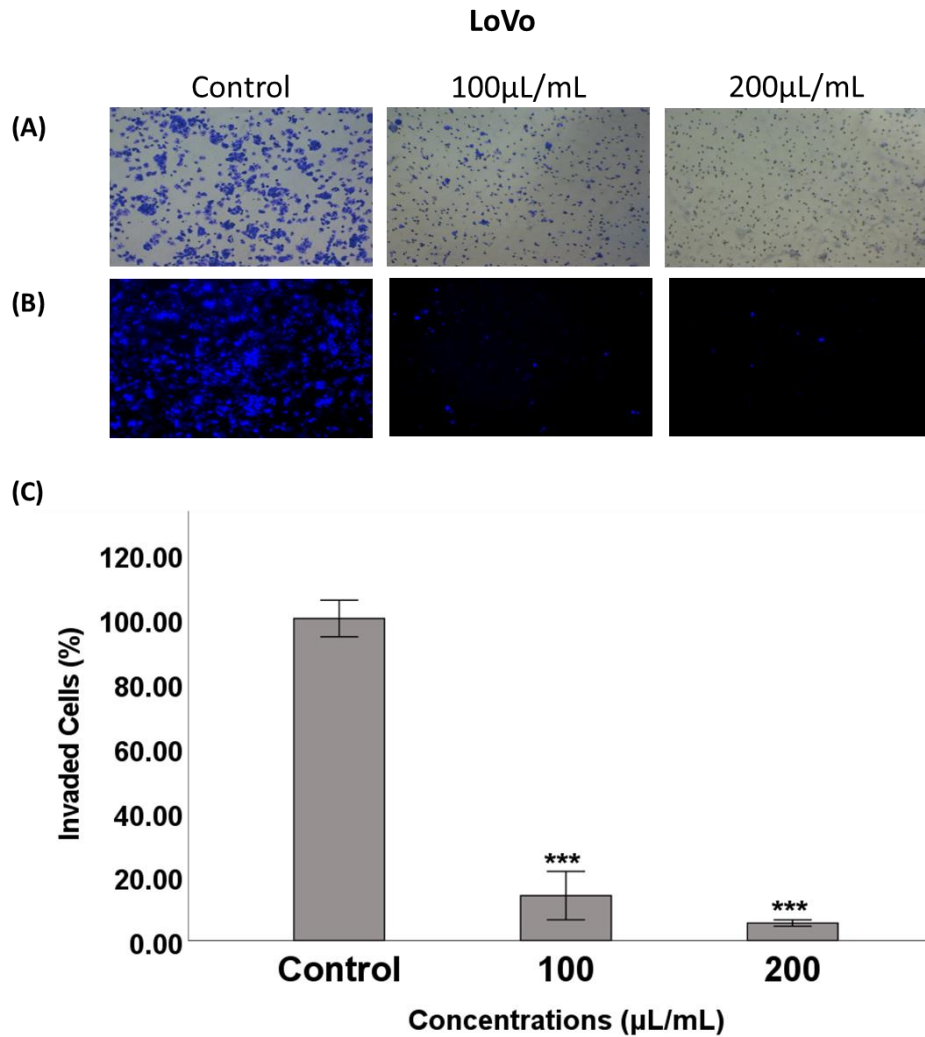 LoVo
Control 100µL/mL 200µL/mL
(A)
(B)
(C)
120.00
100.00
80.00
60.00
40.00
20.00
0.00
Invaded Cells (%)
***
***
Control 100 200
Concentrations (µL/mL)